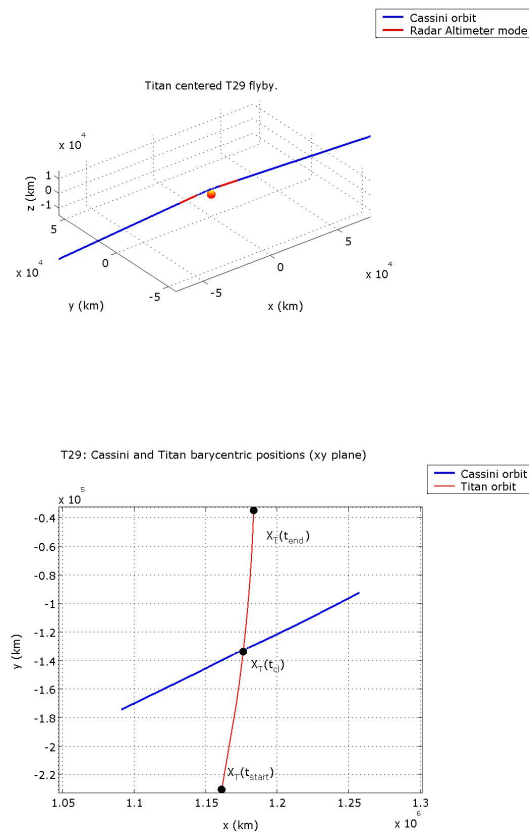 Cassini orbit
Radar Altimeter mode
Titan centered T29 flyby.
x 10^4
z (km)
1
0
-1
5
0
-5
x 10^4
y (km)
-5
0
5
x 10^4
x (km)
T29: Cassini and Titan barycentric positions (xy plane)
Cassini orbit
Titan orbit
x 10^5
-0.4
-0.6
-0.8
-1
-1.2
-1.4
-1.6
-1.8
-2
-2.2
y (km)
X_T(t_end)
X_T(t_cl)
X_T(t_start)
1.05
1.1
1.15
1.2
1.25
1.3
x 10^6
x (km)